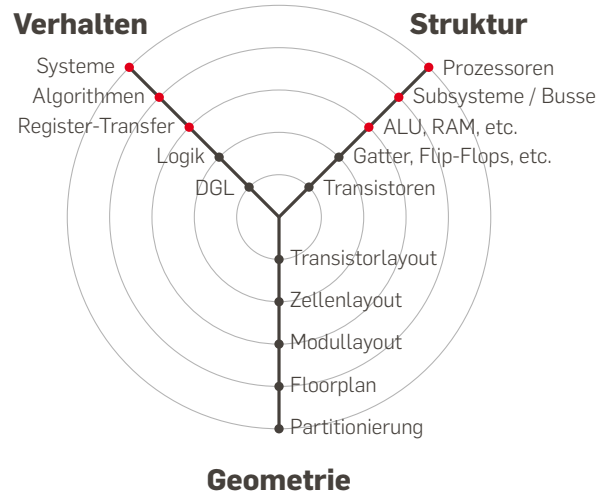 Verhalten
Struktur
Systeme
Prozessoren
Algorithmen
Subsysteme / Busse
Register-Transfer
ALU, RAM, etc.
Logik
Gatter, Flip-Flops, etc.
DGL
Transistoren
Transistorlayout
Zellenlayout
Modullayout
Floorplan
Partitionierung
Geometrie